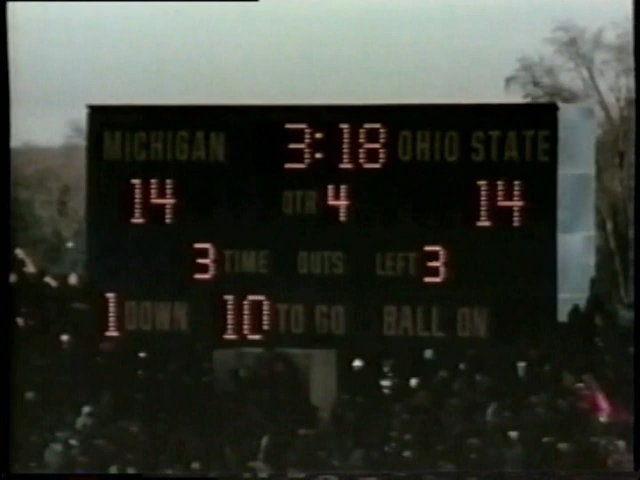 MICHIGAN 3:18 OHIO STATE
14 QTR 4 14
3 TIME OUTS LEFT 3
1 DOWN 10 TO GO BALL ON